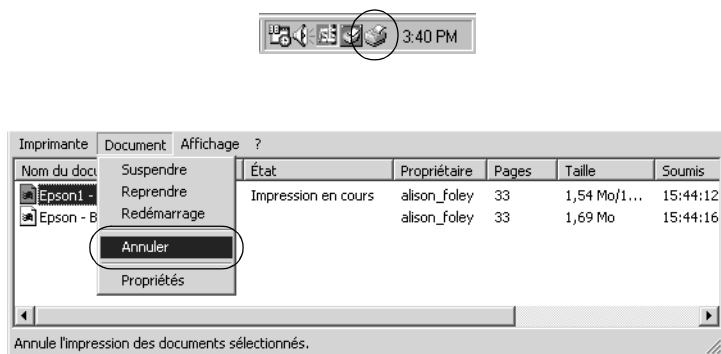 3:40 PM
Imprimante Document Affichage ?
Nom du docu État Propriétaire Pages Taille Soumis
Epson1 - Impression en cours alison_foley 33 1,54 Mo/1... 15:44:12
Epson - B alison_foley 33 1,69 Mo 15:44:16
Suspendre
Reprendre
Redémarrage
Annuler
Propriétés
Annule l'impression des documents sélectionnés.